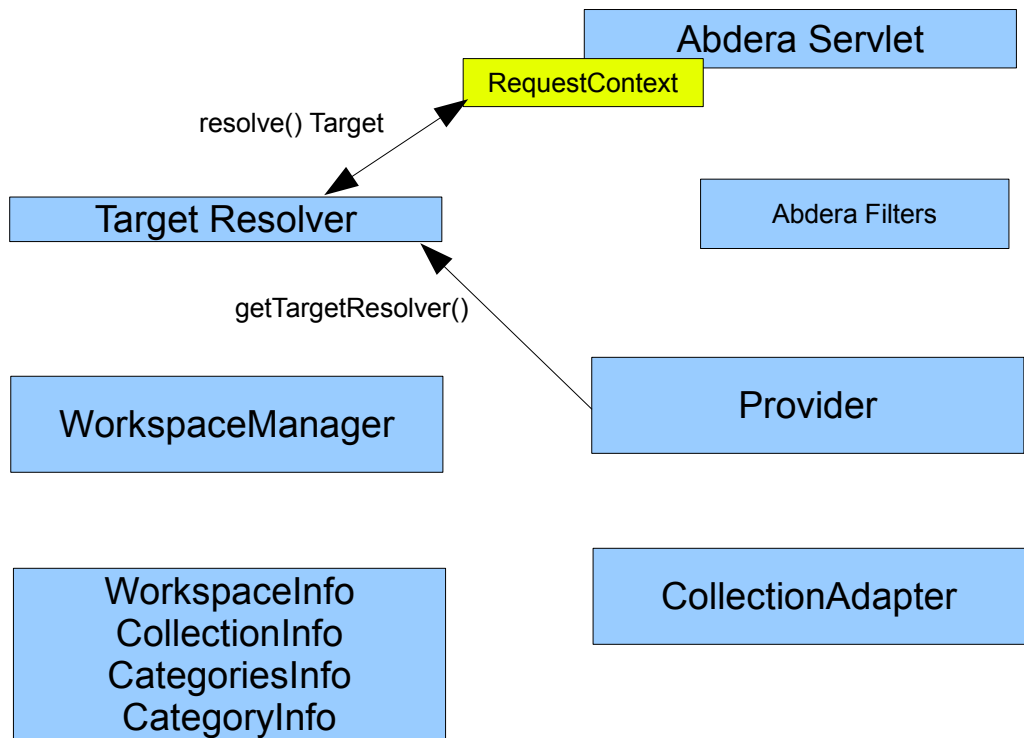 Abdera Servlet
RequestContext
resolve() Target
Target Resolver
Abdera Filters
getTargetResolver()
WorkspaceManager
Provider
WorkspaceInfo
CollectionInfo
CategoriesInfo
CategoryInfo
CollectionAdapter